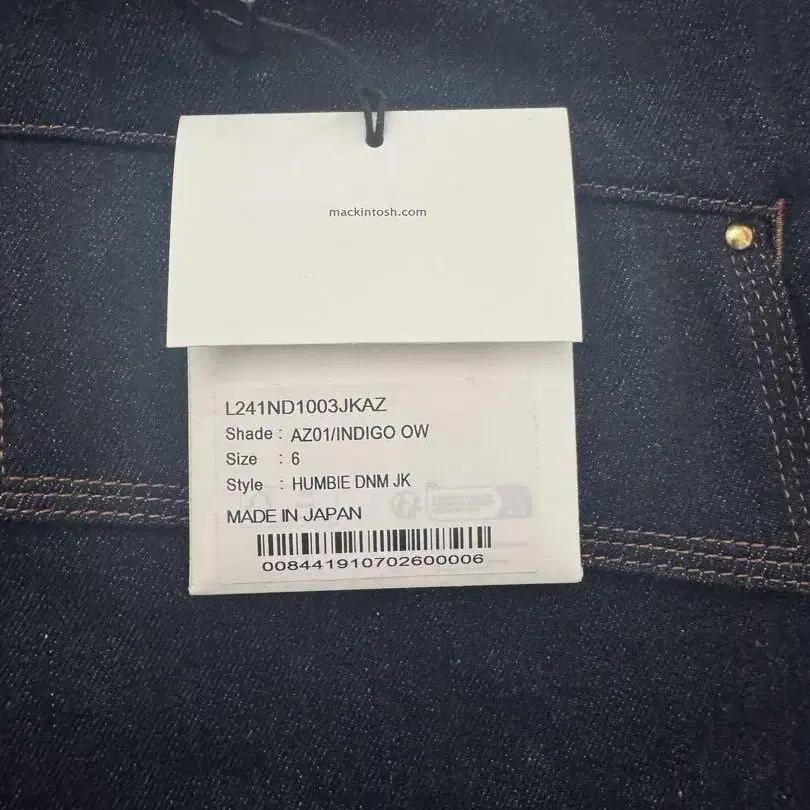 mackintosh.com
L241ND1003JKAZ
Shade : AZ01/INDIGO OW
Size : 6
Style : HUMBIE DNM JK
MADE IN JAPAN
008441910702600006